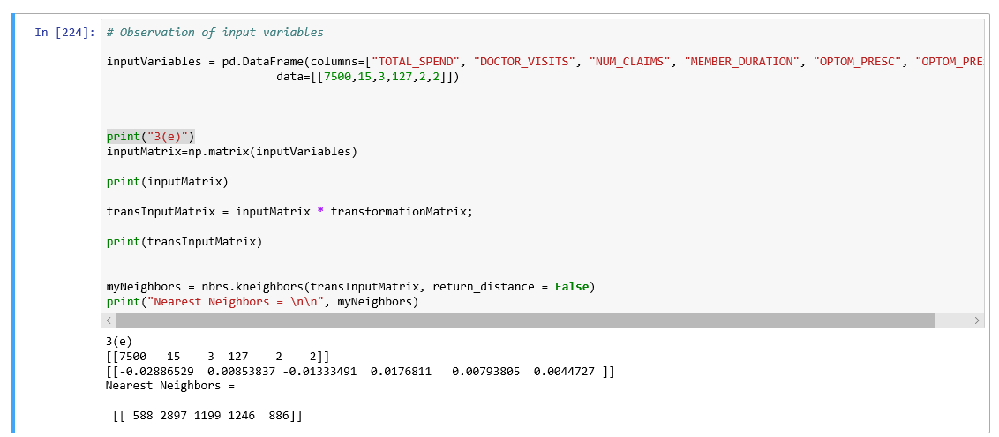 In [224]:
# Observation of input variables
inputVariables = pd.DataFrame(columns=["TOTAL_SPEND", "DOCTOR_VISITS", "NUM_CLAIMS", "MEMBER_DURATION", "OPTOM_PRESC", "OPTOM_PRE
data=[[7500,15,3,127,2,2]])
print("3(e)")
inputMatrix=np.matrix(inputVariables)
print(inputMatrix)
transInputMatrix = inputMatrix * transformationMatrix;
print(transInputMatrix)
myNeighbors = nbrs.kneighbors(transInputMatrix, return_distance = False)
print("Nearest Neighbors = \n\n", myNeighbors)
3(e)
[[7500   15    3  127    2    2]]
[[-0.02886529  0.00853837 -0.01333491  0.0176811   0.00793805  0.0044727 ]]
Nearest Neighbors =
[[ 588 2897 1199 1246  886]]